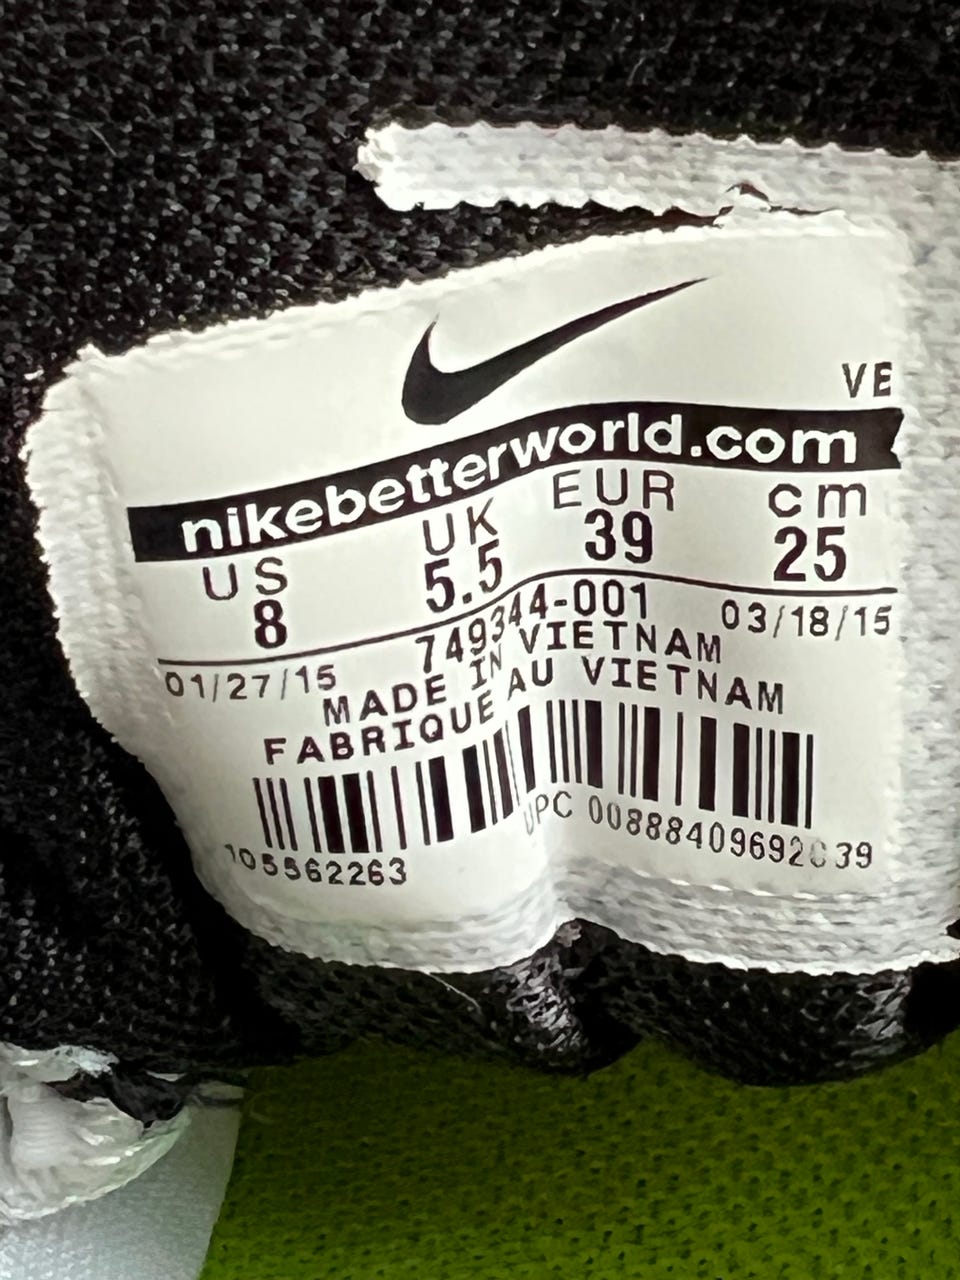 VE
nikebetterworld.com
US UK EUR cm
8 5.5 39 25
01/27/15 749344-001 03/18/15
MADE IN VIETNAM
FABRIQUE AU VIETNAM
105562263 UPC